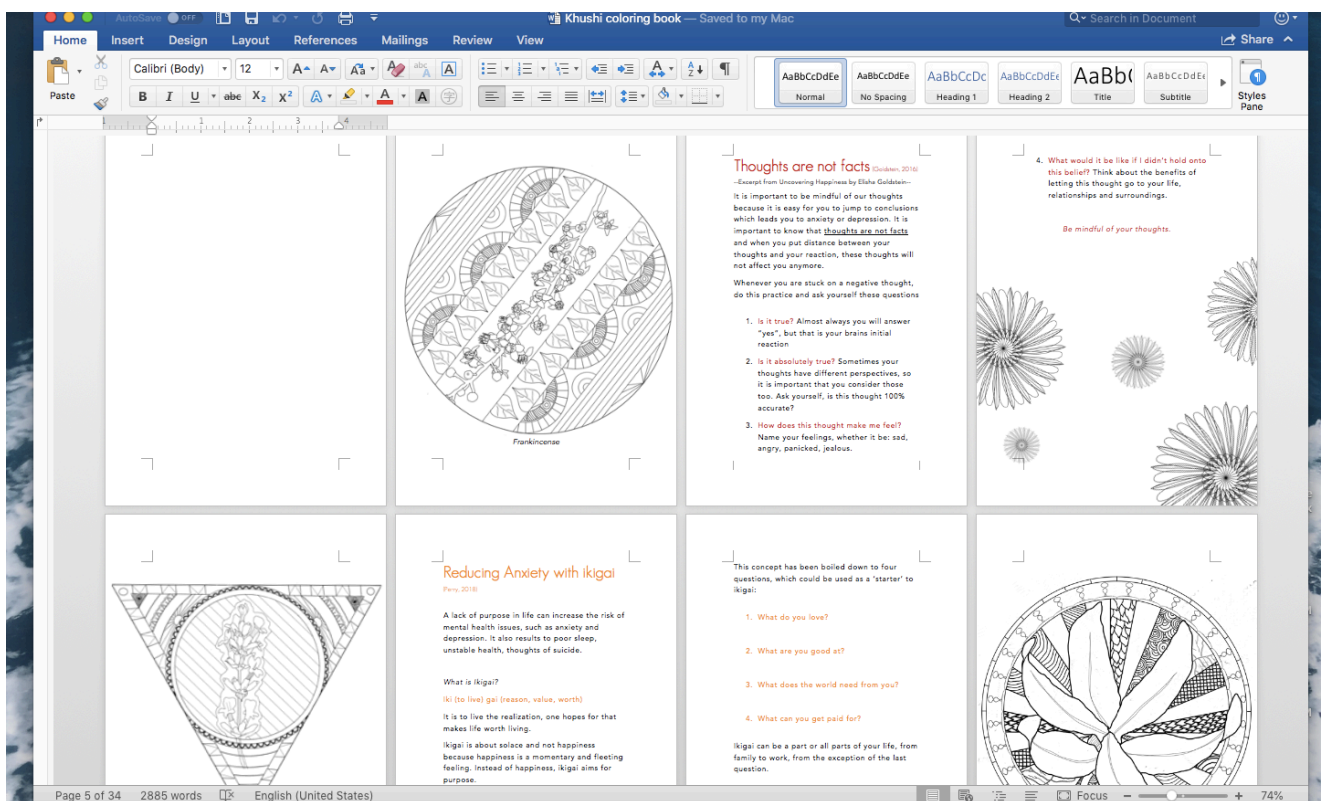 AutoSave OFF
Khushi coloring book — Saved to my Mac
Search in Document
Home Insert Design Layout References Mailings Review View
Share
Paste
Calibri (Body) 12
AaBbCcDdEe AaBbCcDdEe AaBbCcDc AaBbCcDdEe AaBb( AaBbCcDdEe
Normal No Spacing Heading 1 Heading 2 Title Subtitle
Styles
Pane
1 1 2 3 4
Frankincenae
Thoughts are not facts (Goldstein, 2016)
—Excerpt from Uncovering Happiness by Elisha Goldstein—
It is important to be mindful of our thoughts
because it is easy for you to jump to conclusions
which leads you to anxiety or depression. It is
important to know that thoughts are not facts
and when you put distance between your
thoughts and your reaction, these thoughts will
not affect you anymore.
Whenever you are stuck on a negative thought,
do this practice and ask yourself these questions
1. Is it true? Almost always you will answer
"yes", but that is your brains initial
reaction
2. Is it absolutely true? Sometimes your
thoughts have different perspectives, so
it is important that you consider those
too. Ask yourself, is this thought 100%
accurate?
3. How does this thought make me feel?
Name your feelings, whether it be: sad,
angry, panicked, jealous.
4. What would it be like if I didn't hold onto
this belief? Think about the benefits of
letting this thought go to your life,
relationships and surroundings.
Be mindful of your thoughts.
Reducing Anxiety with ikigai
(Perry, 2018)
A lack of purpose in life can increase the risk of
mental health issues, such as anxiety and
depression. It also results to poor sleep,
unstable health, thoughts of suicide.
What is Ikigai?
Iki (to live) gai (reason, value, worth)
It is to live the realization, one hopes for that
makes life worth living.
Ikigai is about solace and not happiness
because happiness is a momentary and fleeting
feeling. Instead of happiness, ikigai aims for
purpose.
This concept has been boiled down to four
questions, which could be used as a 'starter' to
ikigai:
1. What do you love?
2. What are you good at?
3. What does the world need from you?
4. What can you get paid for?
Ikigai can be a part or all parts of your life, from
family to work, from the exception of the last
question.
Page 5 of 34 2885 words English (United States)
Focus 74%